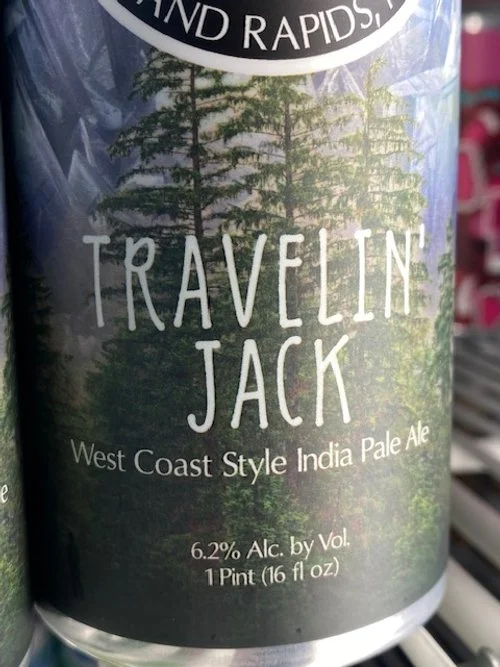 RAPIDS,
TRAVELIN'
JACK
West Coast Style India Pale Ale
6.2% Alc. by Vol.
1 Pint (16 fl oz)